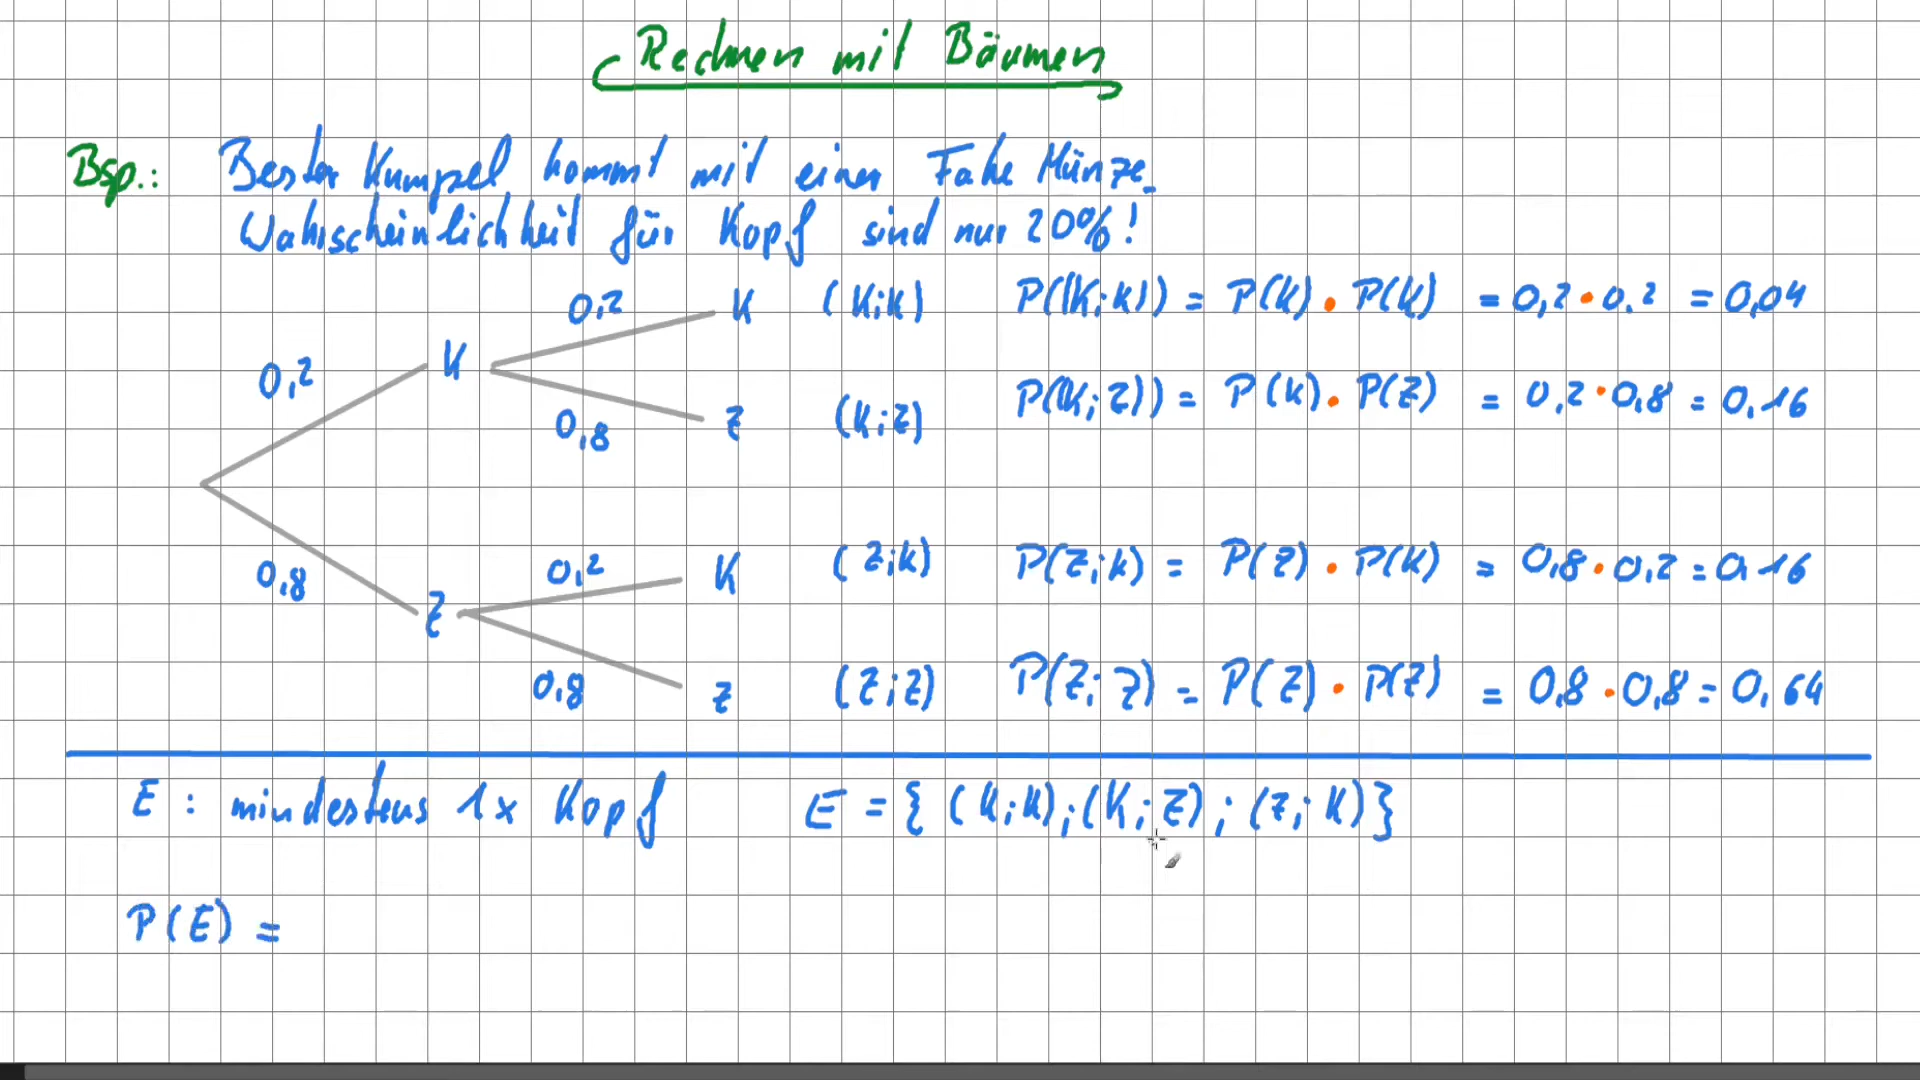 Rechnen mit Bäumen
Bsp.: Bester Kumpel kommt mit einer Fake Münze.
Wahrscheinlichkeit für Kopf sind nur 20%!
0,2 K (K;K) P((K;K)) = P(K) · P(K) = 0,2 · 0,2 = 0,04
0,2 K
0,8 Z (K;Z) P(K;Z)) = P(K) · P(Z) = 0,2 · 0,8 = 0,16
0,8 Z
0,2 K (Z;K) P(Z;K) = P(Z) · P(K) = 0,8 · 0,2 = 0,16
0,8 Z (Z;Z) P(Z;Z) = P(Z) · P(Z) = 0,8 · 0,8 = 0,64
E : mindestens 1x Kopf E = { (K;K); (K;Z) ; (Z;K) }
P(E) =